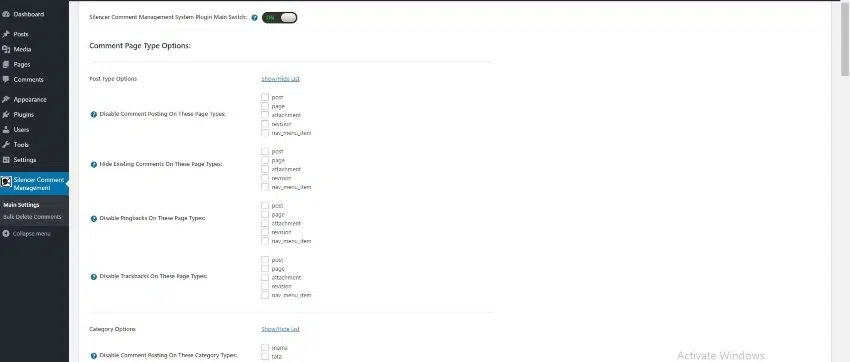 Dashboard
Posts
Media
Pages
Comments
Appearance
Plugins
Users
Tools
Settings
Silencer Comment
Management
Main Settings
Bulk Delete Comments
Collapse menu
Silencer Comment Management System Plugin Main Switch: ? ON
Comment Page Type Options:
Post Type Options Show/Hide List
? Disable Comment Posting On These Page Types:
post
page
attachment
revision
nav_menu_item
? Hide Existing Comments On These Page Types:
post
page
attachment
revision
nav_menu_item
? Disable Pingbacks On These Page Types:
post
page
attachment
revision
nav_menu_item
? Disable Trackbacks On These Page Types:
post
page
attachment
revision
nav_menu_item
Category Options Show/Hide List
? Disable Comment Posting On These Category Types:
mama
tata
Activate Windows